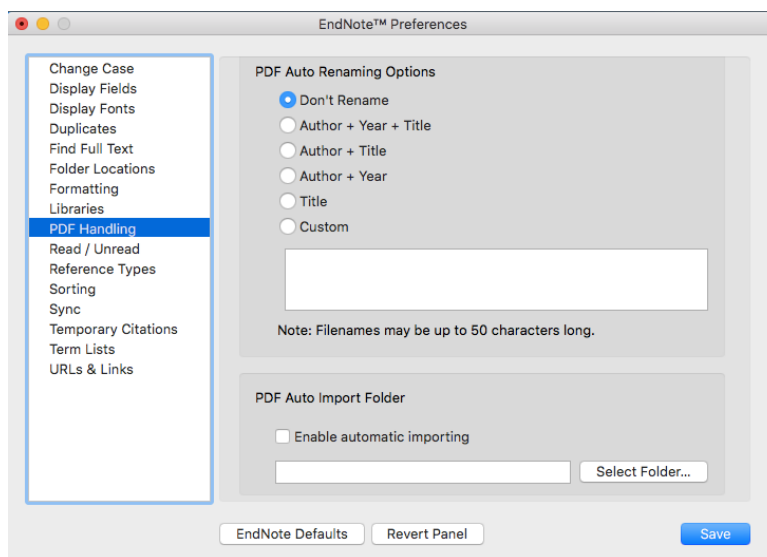 EndNote™ Preferences
Change Case
Display Fields
Display Fonts
Duplicates
Find Full Text
Folder Locations
Formatting
Libraries
PDF Handling
Read / Unread
Reference Types
Sorting
Sync
Temporary Citations
Term Lists
URLs & Links
PDF Auto Renaming Options
Don't Rename
Author + Year + Title
Author + Title
Author + Year
Title
Custom
Note: Filenames may be up to 50 characters long.
PDF Auto Import Folder
Enable automatic importing
Select Folder...
EndNote Defaults
Revert Panel
Save